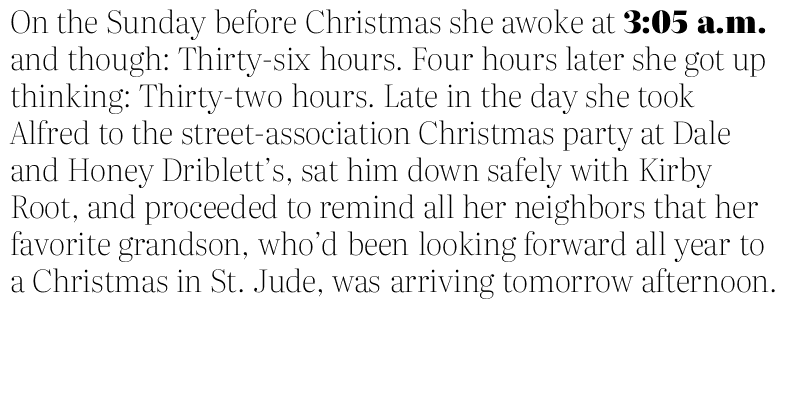 On the Sunday before Christmas she awoke at 3:05 a.m.
and though: Thirty-six hours. Four hours later she got up
thinking: Thirty-two hours. Late in the day she took
Alfred to the street-association Christmas party at Dale
and Honey Driblett’s, sat him down safely with Kirby
Root, and proceeded to remind all her neighbors that her
favorite grandson, who’d been looking forward all year to
a Christmas in St. Jude, was arriving tomorrow afternoon.